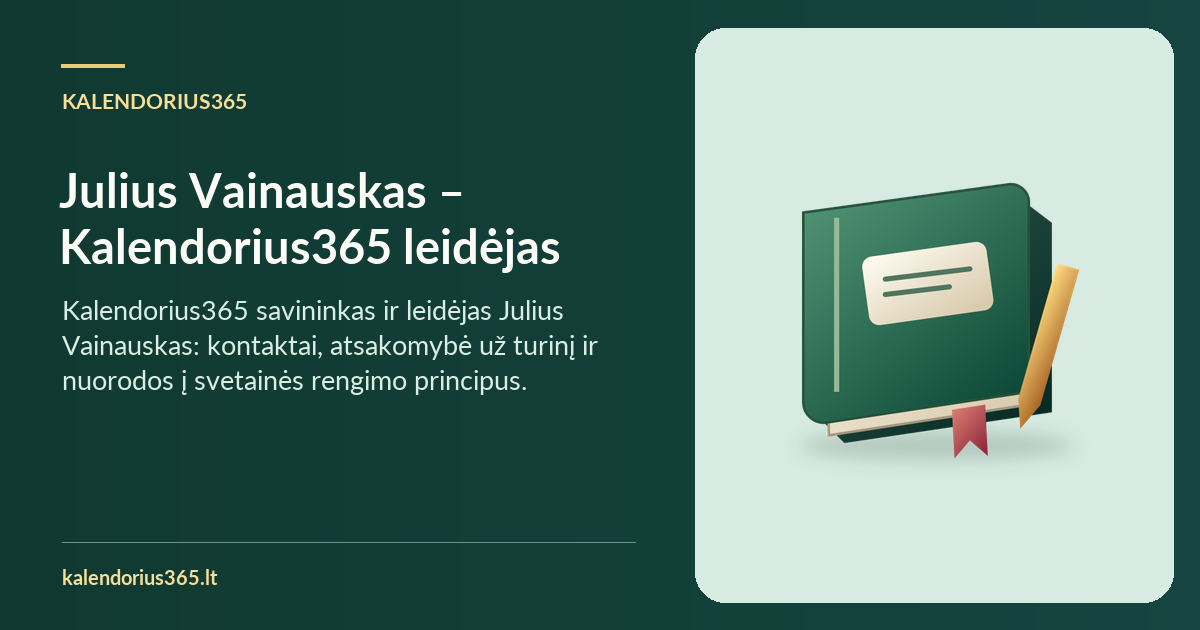 KALENDORIUS365
Julius Vainauskas –
Kalendorius365 leidėjas
Kalendorius365 savininkas ir leidėjas Julius
Vainauskas: kontaktai, atsakomybė už turinį ir
nuorodos į svetainės rengimo principus.
kalendorius365.lt